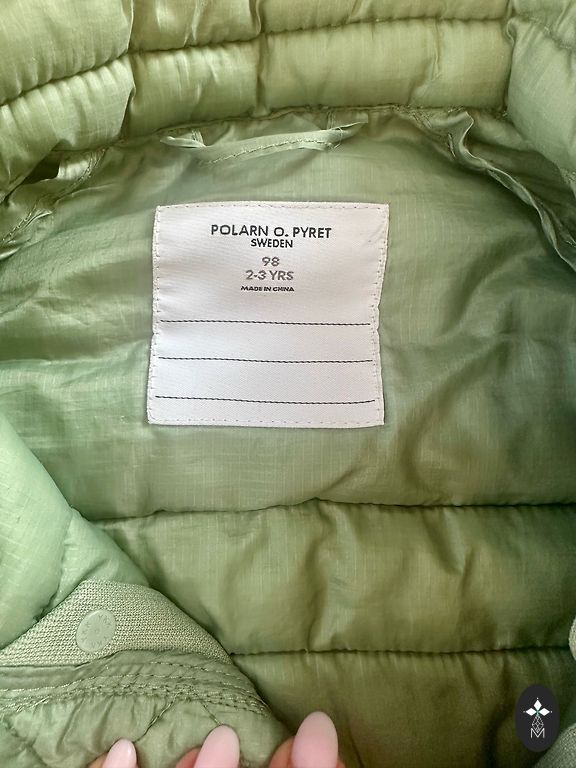 POLARN O. PYRET
SWEDEN
98
2-3 YRS
MADE IN CHINA